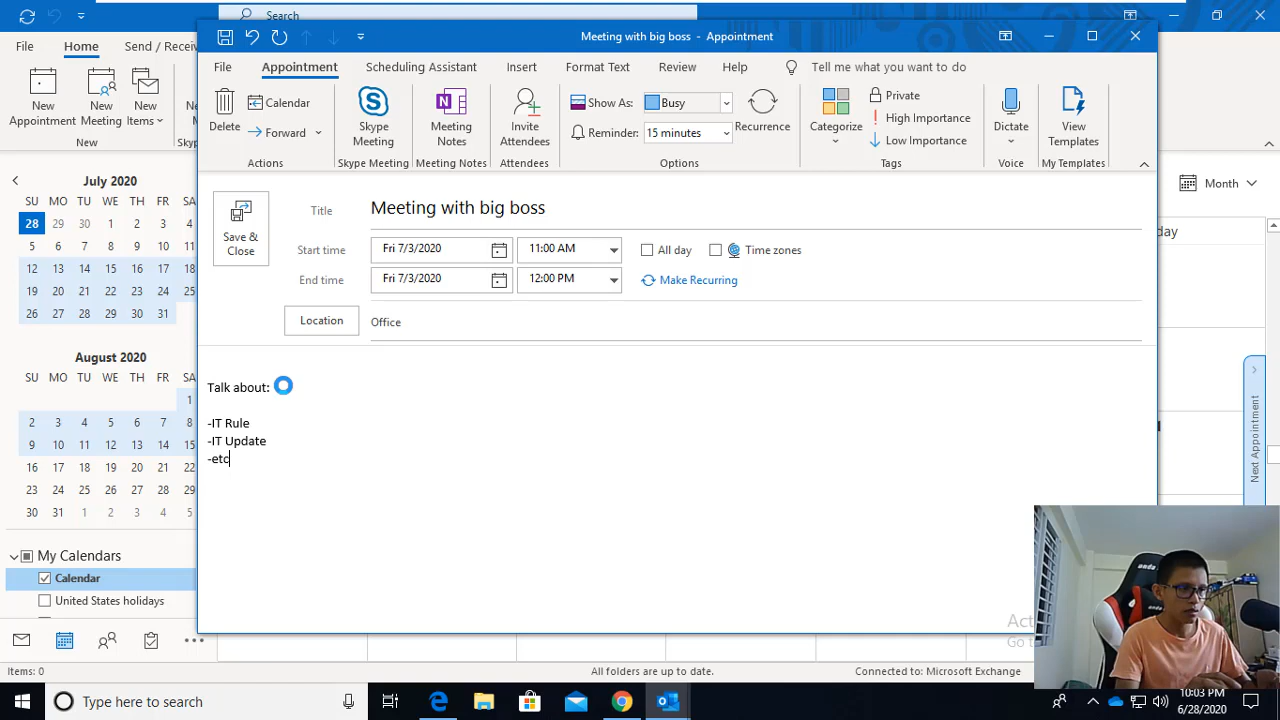 Search
Meeting with big boss - Appointment
File Home Send / Receiv
File Appointment Scheduling Assistant Insert Format Text Review Help Tell me what you want to do
New Appointment
New Meeting
New Items
New
Delete
Calendar
Forward
Actions
Skype Meeting
Skype Meeting
Meeting Notes
Meeting Notes
Invite Attendees
Attendees
Show As: Busy
Reminder: 15 minutes
Recurrence
Options
Categorize
Private
High Importance
Low Importance
Tags
Dictate
Voice
View Templates
My Templates
Month
July 2020
SU MO TU WE TH FR SA
28 29 30 1 2 3 4
5 6 7 8 9 10 11
12 13 14 15 16 17 18
19 20 21 22 23 24 25
26 27 28 29 30 31
August 2020
SU MO TU WE TH FR SA
1
2 3 4 5 6 7 8
9 10 11 12 13 14 15
16 17 18 19 20 21 22
23 24 25 26 27 28 29
30 31 1 2 3 4 5
My Calendars
Calendar
United States holidays
Save & Close
Title Meeting with big boss
Start time Fri 7/3/2020 11:00 AM All day Time zones
End time Fri 7/3/2020 12:00 PM Make Recurring
Location Office
Talk about:
-IT Rule
-IT Update
-etc
day
Next Appointment
Act
Go to
Items: 0 All folders are up to date. Connected to: Microsoft Exchange
Type here to search
10:03 PM
6/28/2020